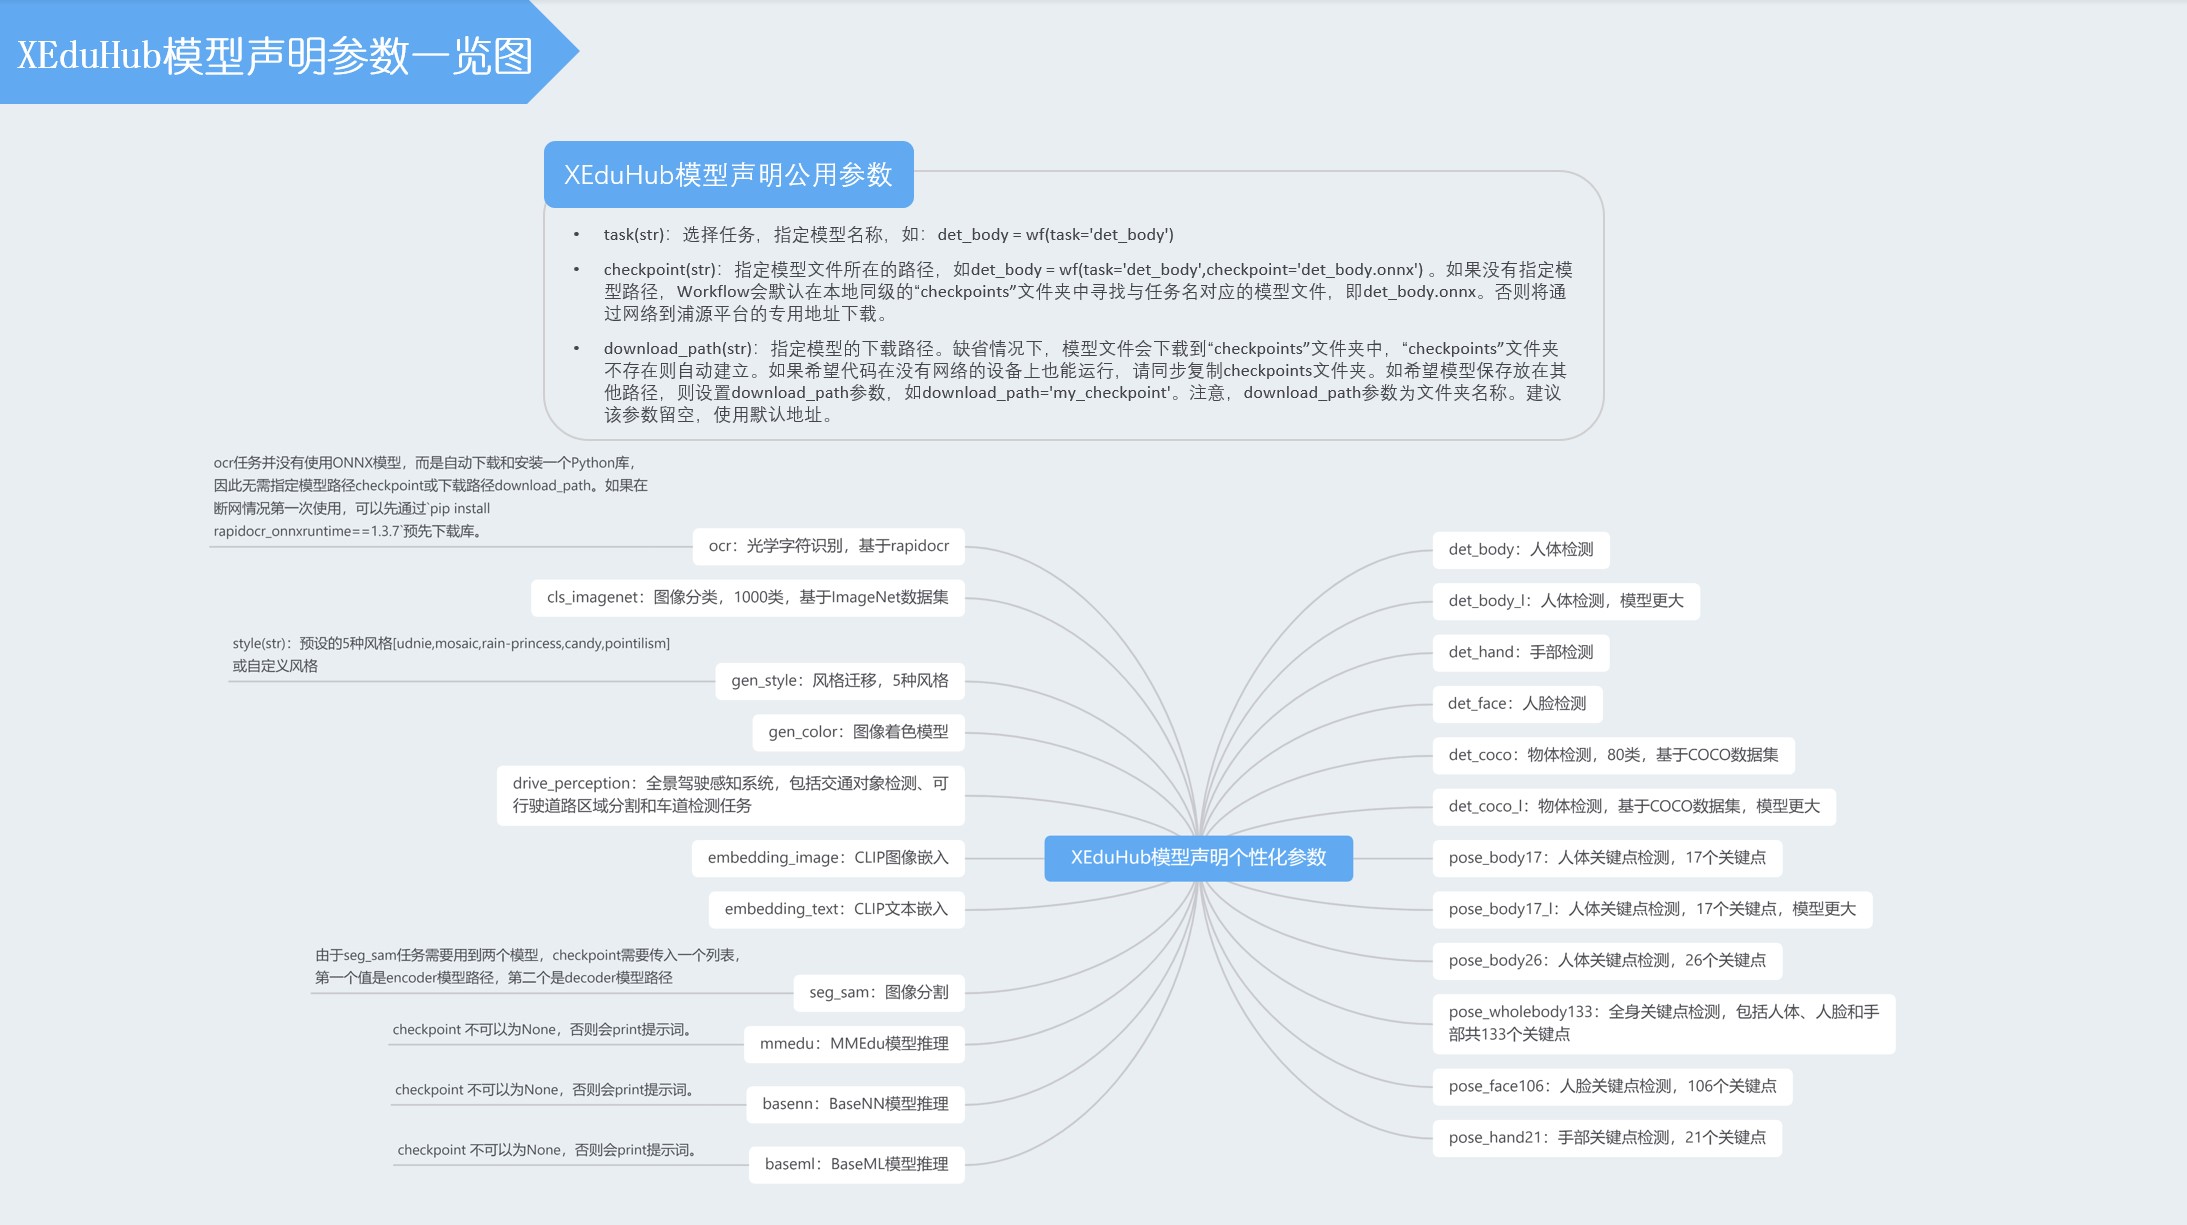 XEduHub模型声明参数一览图
XEduHub模型声明公用参数
• task(str)：选择任务，指定模型名称，如：det_body = wf(task='det_body')
• checkpoint(str)：指定模型文件所在的路径，如det_body = wf(task='det_body',checkpoint='det_body.onnx') 。如果没有指定模
型路径，Workflow会默认在本地同级的“checkpoints”文件夹中寻找与任务名对应的模型文件，即det_body.onnx。否则将通
过网络到浦源平台的专用地址下载。
• download_path(str)：指定模型的下载路径。缺省情况下，模型文件会下载到“checkpoints”文件夹中，“checkpoints”文件夹
不存在则自动建立。如果希望代码在没有网络的设备上也能运行，请同步复制checkpoints文件夹。如希望模型保存放在其
他路径，则设置download_path参数，如download_path='my_checkpoint'。注意，download_path参数为文件夹名称。建议
该参数留空，使用默认地址。
ocr任务并没有使用ONNX模型，而是自动下载和安装一个Python库，
因此无需指定模型路径checkpoint或下载路径download_path。如果在
断网情况第一次使用，可以先通过`pip install
rapidocr_onnxruntime==1.3.7`预先下载库。
ocr：光学字符识别，基于rapidocr
cls_imagenet：图像分类，1000类，基于ImageNet数据集
style(str)：预设的5种风格[udnie,mosaic,rain-princess,candy,pointilism]
或自定义风格
gen_style：风格迁移，5种风格
gen_color：图像着色模型
drive_perception：全景驾驶感知系统，包括交通对象检测、可
行驶道路区域分割和车道检测任务
embedding_image：CLIP图像嵌入
embedding_text：CLIP文本嵌入
由于seg_sam任务需要用到两个模型，checkpoint需要传入一个列表，
第一个值是encoder模型路径，第二个是decoder模型路径
seg_sam：图像分割
checkpoint 不可以为None，否则会print提示词。
mmedu：MMEdu模型推理
checkpoint 不可以为None，否则会print提示词。
basenn：BaseNN模型推理
checkpoint 不可以为None，否则会print提示词。
baseml：BaseML模型推理
XEduHub模型声明个性化参数
det_body：人体检测
det_body_l：人体检测，模型更大
det_hand：手部检测
det_face：人脸检测
det_coco：物体检测，80类，基于COCO数据集
det_coco_l：物体检测，基于COCO数据集，模型更大
pose_body17：人体关键点检测，17个关键点
pose_body17_l：人体关键点检测，17个关键点，模型更大
pose_body26：人体关键点检测，26个关键点
pose_wholebody133：全身关键点检测，包括人体、人脸和手
部共133个关键点
pose_face106：人脸关键点检测，106个关键点
pose_hand21：手部关键点检测，21个关键点